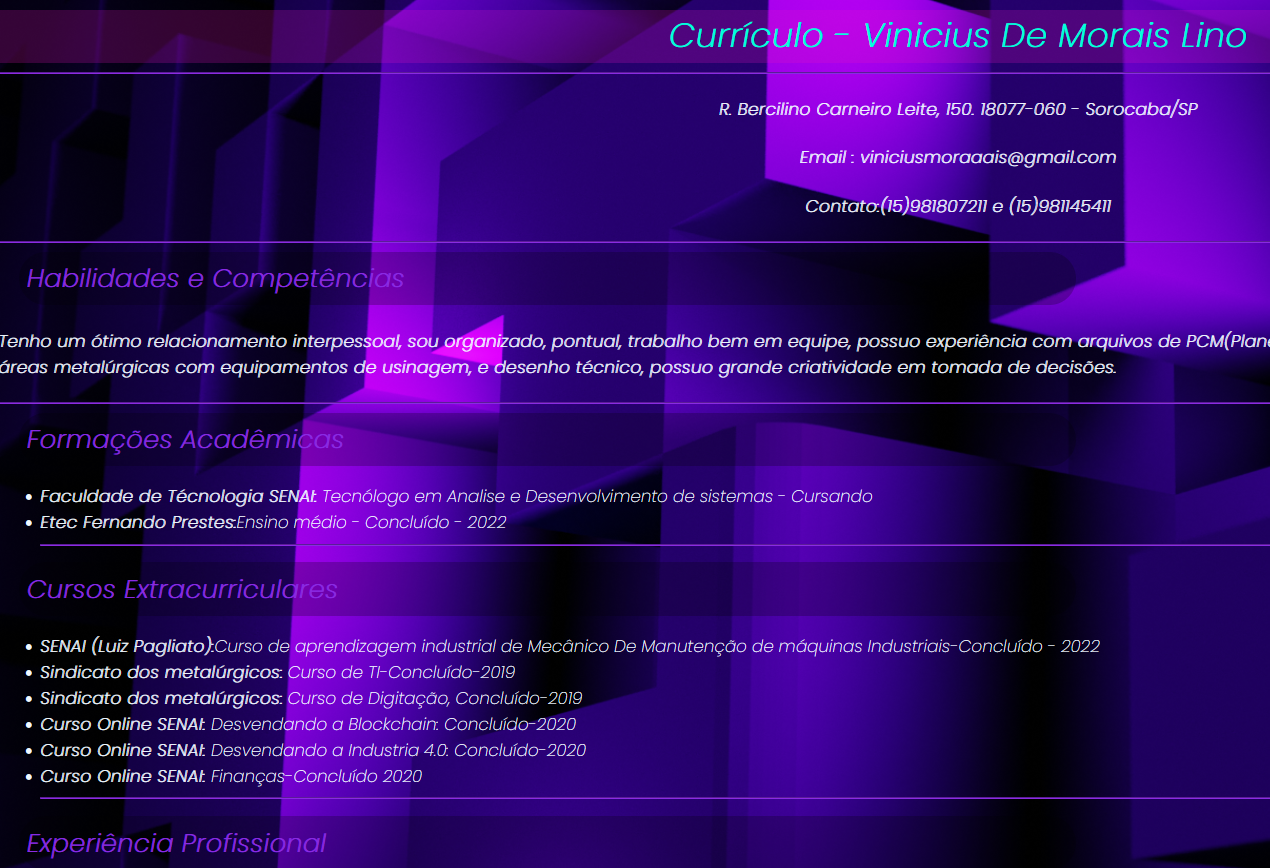 Currículo - Vinicius De Morais Lino
R. Bercilino Carneiro Leite, 150. 18077-060 - Sorocaba/SP
Email : viniciusmoraaais@gmail.com
Contato:(15)981807211 e (15)981145411
Habilidades e Competências
Tenho um ótimo relacionamento interpessoal, sou organizado, pontual, trabalho bem em equipe, possuo experiência com arquivos de PCM(Plane
áreas metalúrgicas com equipamentos de usinagem, e desenho técnico, possuo grande criatividade em tomada de decisões.
Formações Acadêmicas
• Faculdade de Técnologia SENAI: Tecnólogo em Analise e Desenvolvimento de sistemas - Cursando
• Etec Fernando Prestes:Ensino médio - Concluído - 2022
Cursos Extracurriculares
• SENAI (Luiz Pagliato):Curso de aprendizagem industrial de Mecânico De Manutenção de máquinas Industriais-Concluído - 2022
• Sindicato dos metalúrgicos: Curso de TI-Concluído-2019
• Sindicato dos metalúrgicos: Curso de Digitação, Concluído-2019
• Curso Online SENAI: Desvendando a Blockchain: Concluído-2020
• Curso Online SENAI: Desvendando a Industria 4.0: Concluído-2020
• Curso Online SENAI: Finanças-Concluído 2020
Experiência Profissional